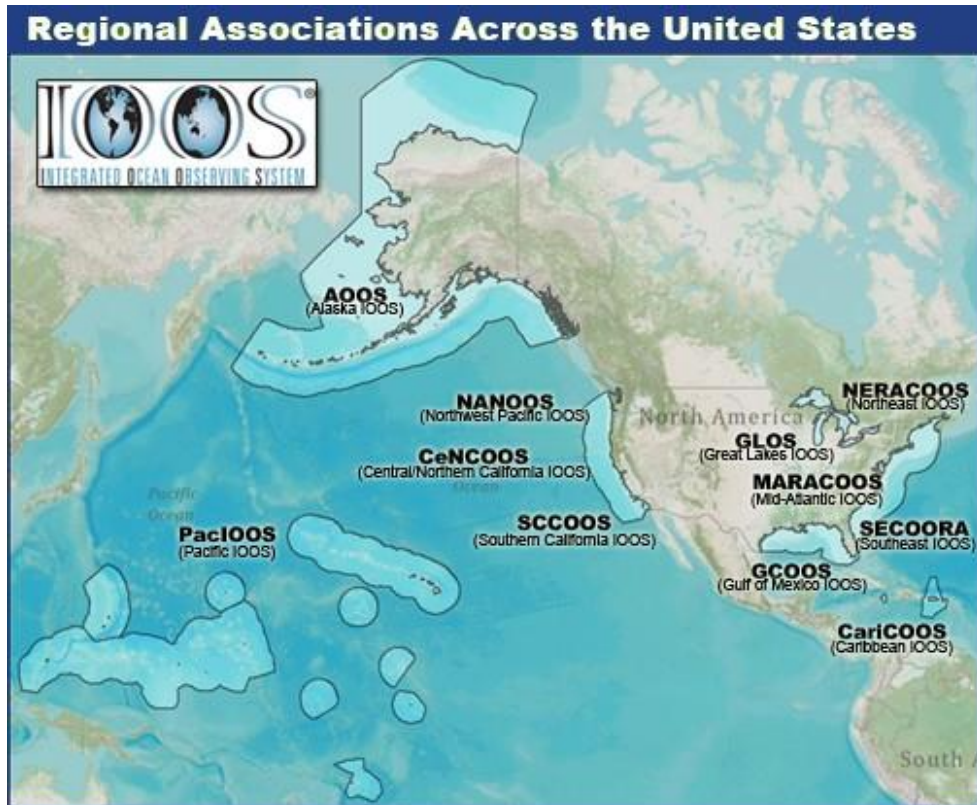 Regional Associations Across the United States
IOOS®
INTEGRATED OCEAN OBSERVING SYSTEM
AOOS
(Alaska IOOS)
NANOOS
(Northwest Pacific IOOS)
North America
NERACOOS
(Northeast IOOS)
GLOS
(Great Lakes IOOS)
CeNCOOS
(Central/Northern California IOOS)
MARACOOS
(Mid-Atlantic IOOS)
Pacific
Ocean
Ocean
PacIOOS
(Pacific IOOS)
SCCOOS
(Southern California IOOS)
SECOORA
(Southeast IOOS)
GCOOS
(Gulf of Mexico IOOS)
CariCOOS
(Caribbean IOOS)
South A